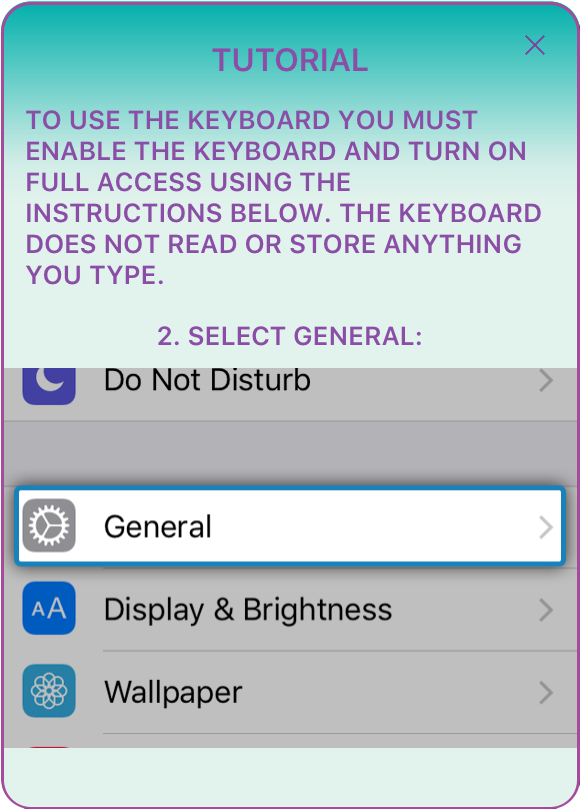 TUTORIAL
TO USE THE KEYBOARD YOU MUST
ENABLE THE KEYBOARD AND TURN ON
FULL ACCESS USING THE
INSTRUCTIONS BELOW. THE KEYBOARD
DOES NOT READ OR STORE ANYTHING
YOU TYPE.
2. SELECT GENERAL:
Do Not Disturb
General
AA Display & Brightness
Wallpaper